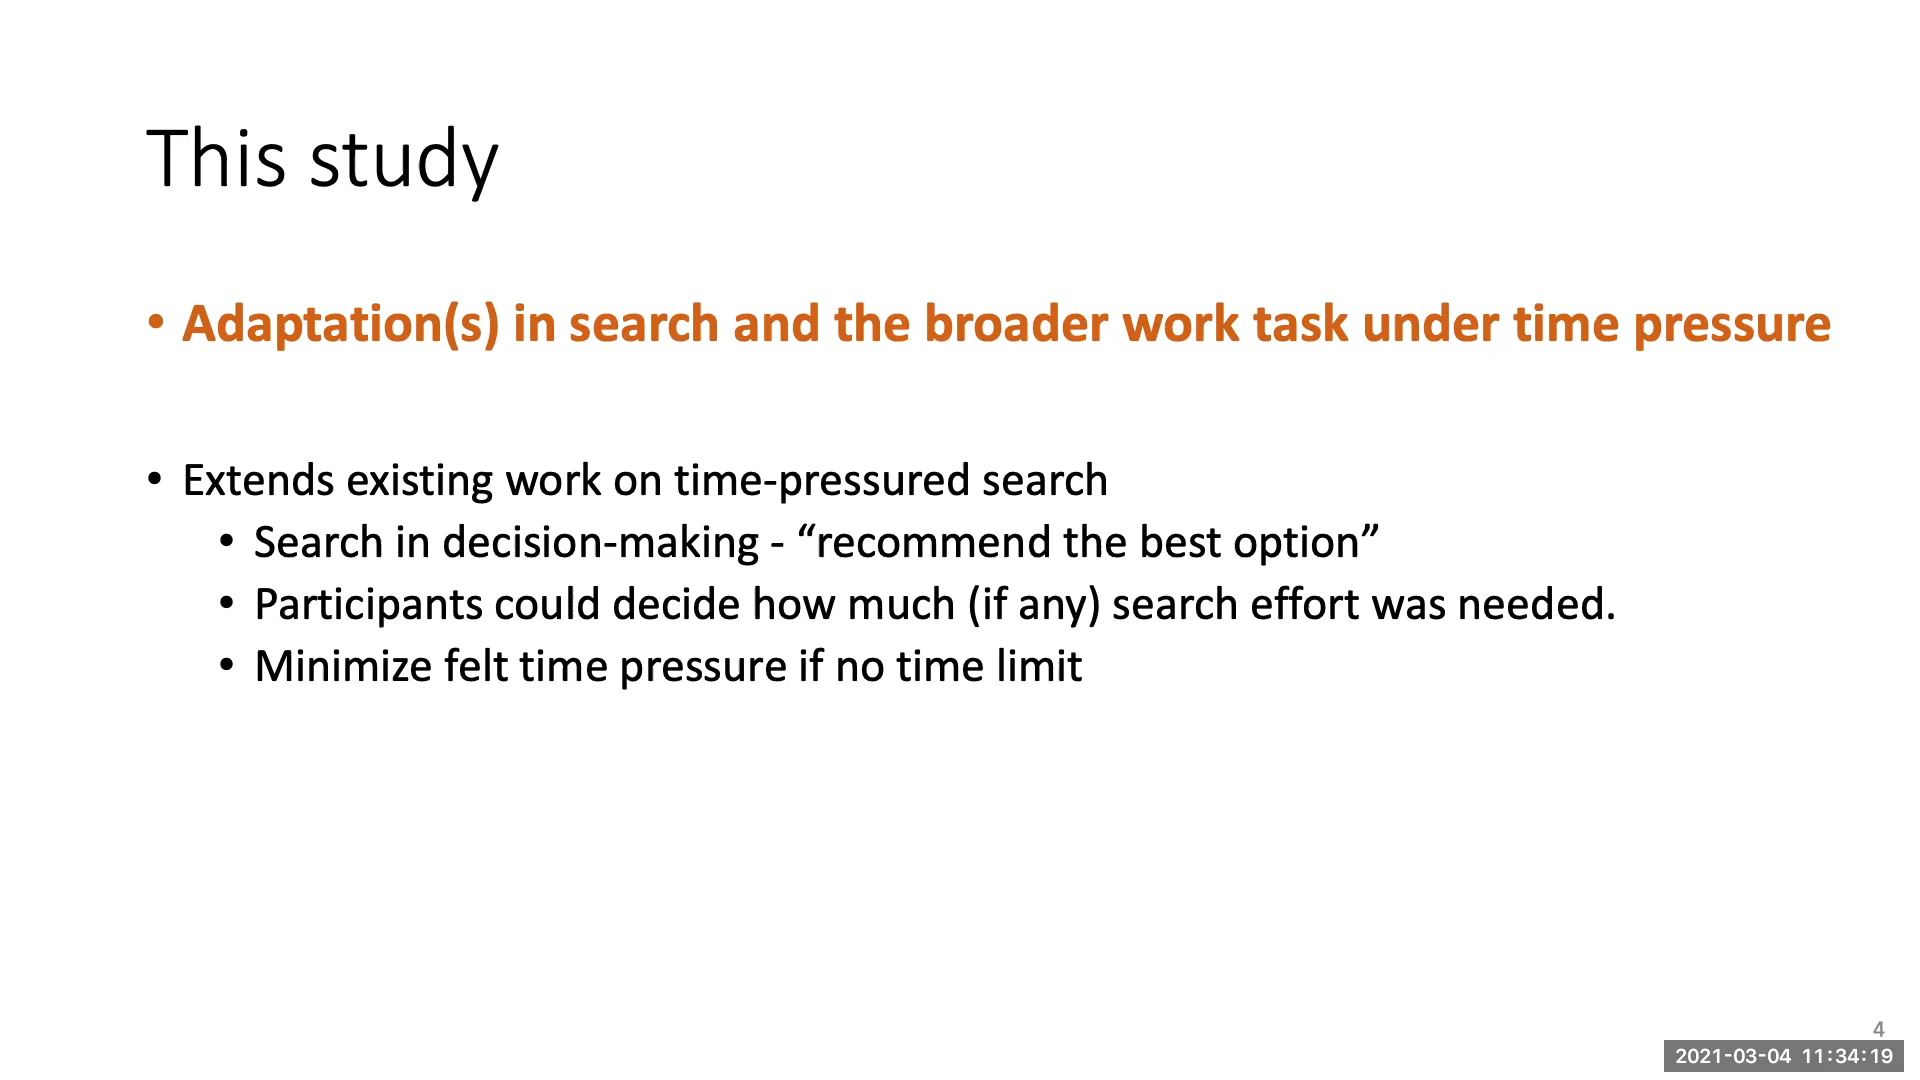 This study
• Adaptation(s) in search and the broader work task under time pressure
• Extends existing work on time-pressured search
• Search in decision-making - “recommend the best option”
• Participants could decide how much (if any) search effort was needed.
• Minimize felt time pressure if no time limit
4
2021-03-04 11:34:19